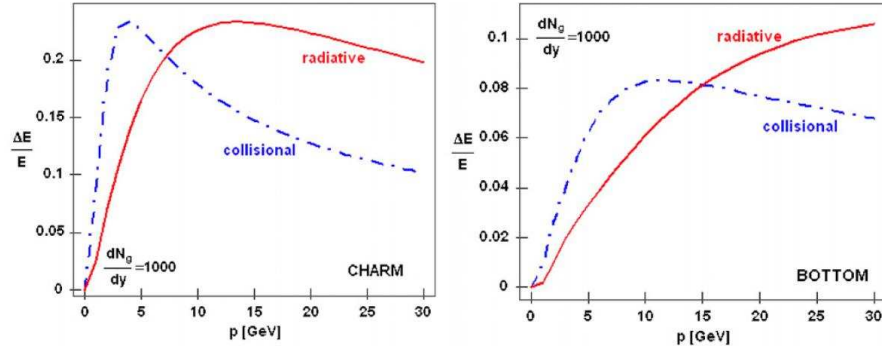 dN_g/dy=1000
0.2
radiative
0.15
ΔE/E
0.1
collisional
0.05
dN_g/dy=1000
CHARM
0
0 5 10 15 20 25 30
p [GeV]
0.1
radiative
0.08
0.06
collisional
ΔE/E
0.04
0.02
BOTTOM
0
0 5 10 15 20 25 30
p [GeV]